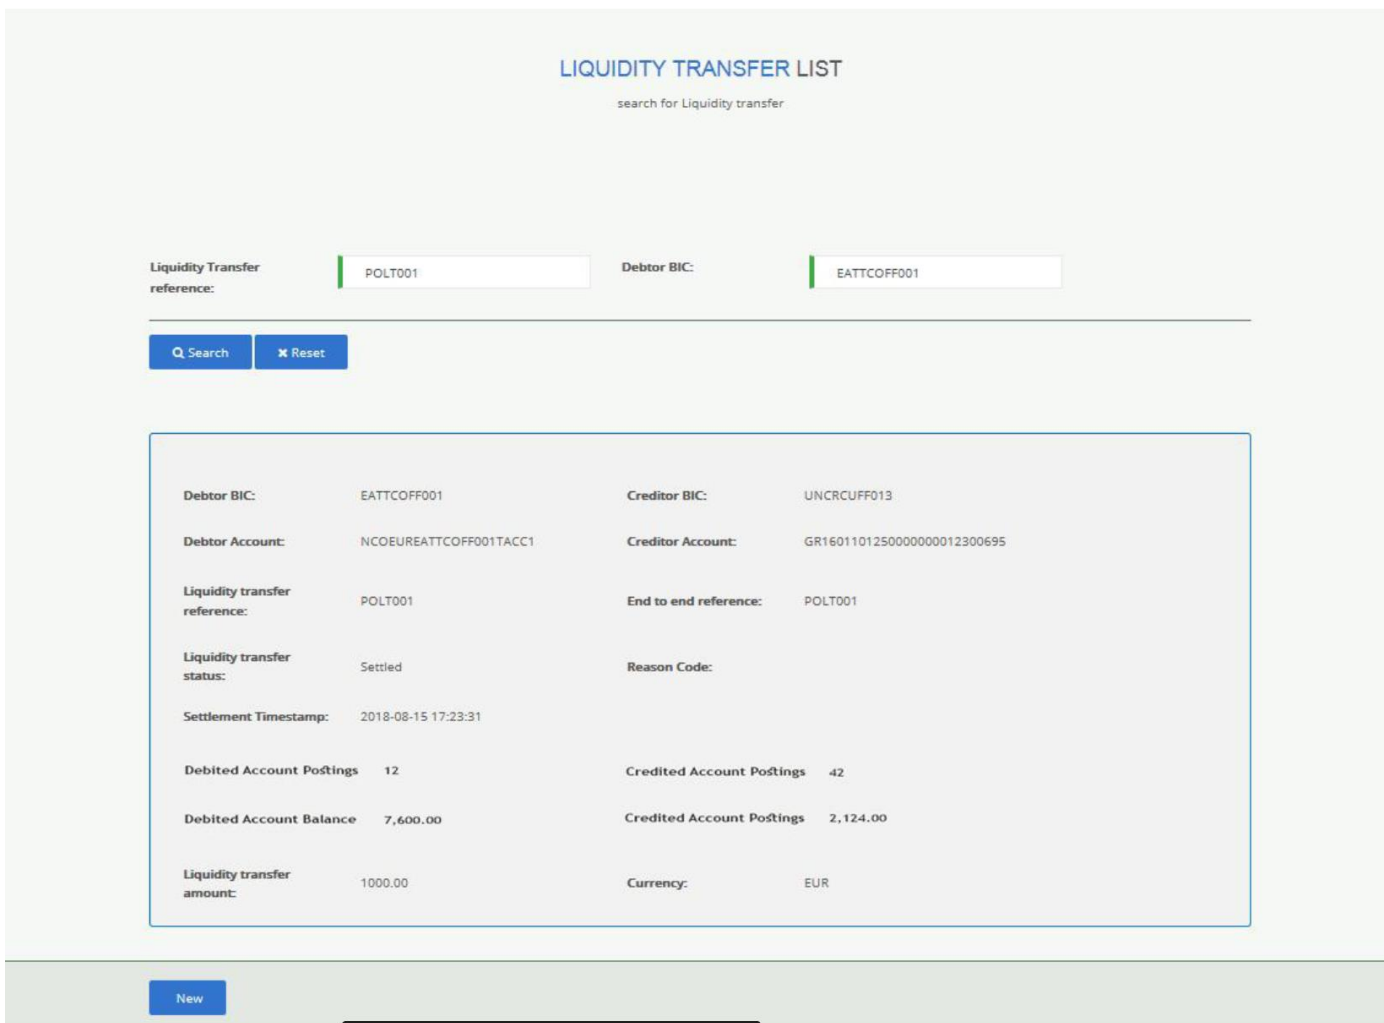 LIQUIDITY TRANSFER LIST
search for Liquidity transfer
Liquidity Transfer
reference:
POLT001
Debtor BIC:
EATTCOFF001
Search
Reset
Debtor BIC: EATTCOFF001 Creditor BIC: UNCRCUFF013
Debtor Account: NCOEUREATTCOFF001TACC1 Creditor Account: GR1601101250000000012300695
Liquidity transfer
reference:
POLT001 End to end reference: POLT001
Liquidity transfer
status:
Settled Reason Code:
Settlement Timestamp: 2018-08-15 17:23:31
Debited Account Postings 12 Credited Account Postings 42
Debited Account Balance 7,600.00 Credited Account Postings 2,124.00
Liquidity transfer
amount:
1000.00 Currency: EUR
New